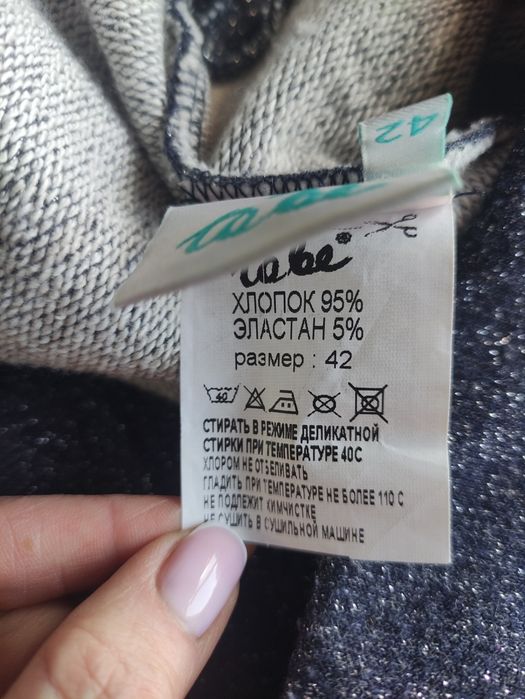 42
ХЛОПОК 95%
ЭЛАСТАН 5%
размер : 42
40
СТИРАТЬ В РЕЖИМЕ ДЕЛИКАТНОЙ
СТИРКИ ПРИ ТЕМПЕРАТУРЕ 40С
ХЛОРОМ НЕ ОТБЕЛИВАТЬ
ГЛАДИТЬ ПРИ ТЕМПЕРАТУРЕ НЕ БОЛЕЕ 110 С
НЕ ПОДЛЕЖИТ ХИМЧИСТКЕ
НЕ СУШИТЬ В СУШИЛЬНОЙ МАШИНЕ